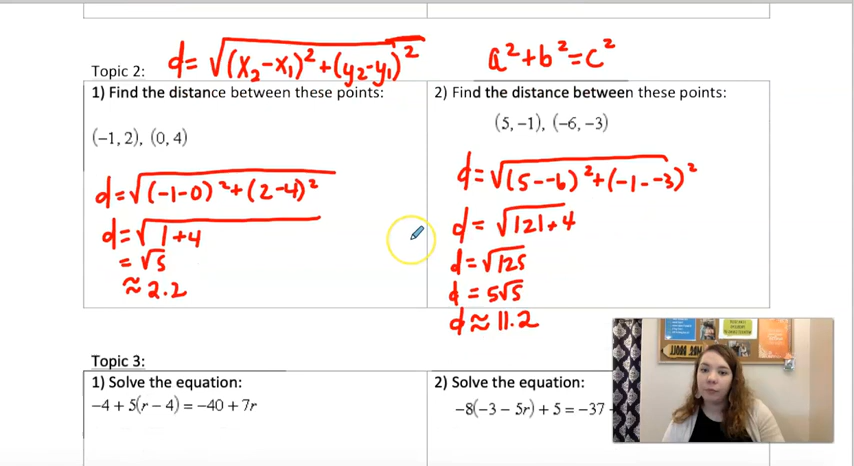 Topic 2: d=√(x₂-x₁)²+(y₂-y₁)² a²+b²=c²
1) Find the distance between these points:
(−1, 2), (0, 4)
d=√(-1-0)²+(2-4)²
d=√1+4
=√5
≈2.2
2) Find the distance between these points:
(5, −1), (−6, −3)
d=√(5--6)²+(-1--3)²
d=√121+4
d=√125
d=5√5
d≈11.2
Topic 3:
1) Solve the equation:
−4 + 5(r − 4) = −40 + 7r
2) Solve the equation:
−8(−3 − 5r) + 5 = −37